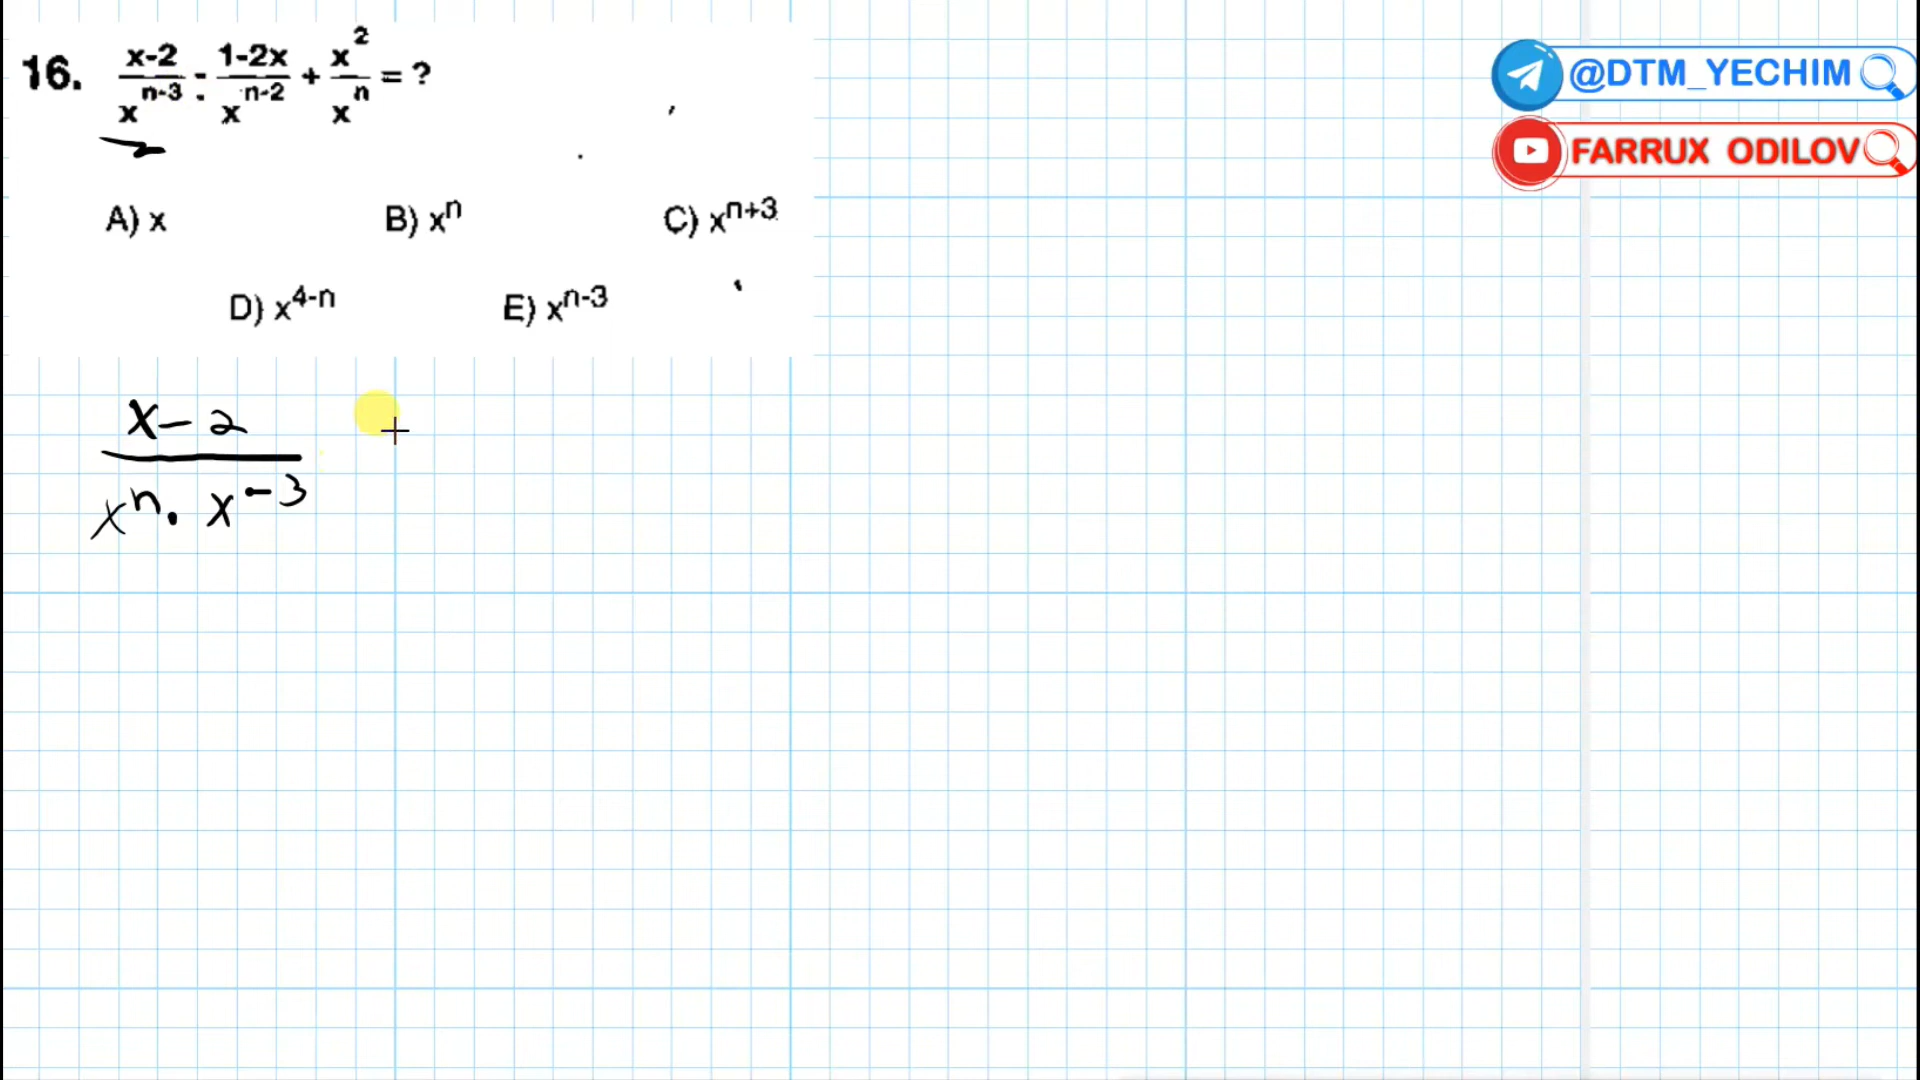 16. x-2/x^(n-3) : 1-2x/x^(n-2) + x^2/x^n = ?
A) x B) x^n C) x^(n+3)
D) x^(4-n) E) x^(n-3)
x-2
x^n · x^(-3)
@DTM_YECHIM
FARRUX ODILOV